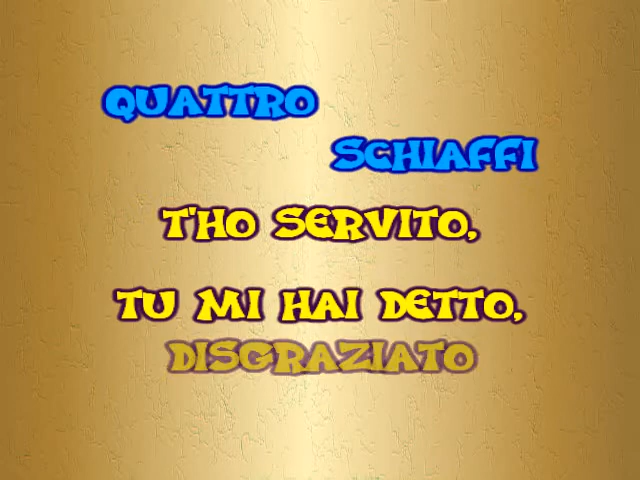 QUATTRO
SCHIAFFI
T'HO SERVITO,
TU MI HAI DETTO,
DISGRAZIATO